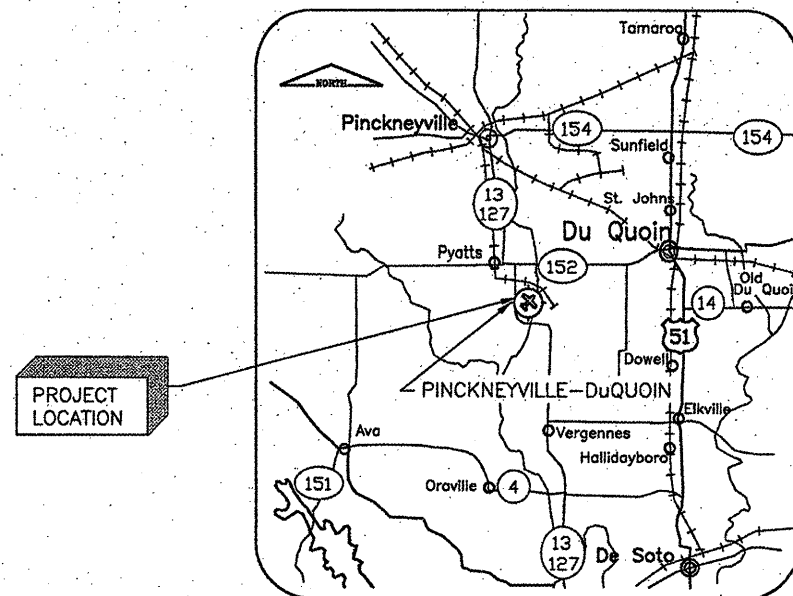 Tamaroa
NORTH
Pinckneyville
154
154
Sunfield
13
127
St. Johns
Du Quoin
Pyatts
152
Old
Du Quoi
14
51
Dowell
PROJECT
LOCATION
PINCKNEYVILLE-DuQUOIN
Elkville
Ava
Vergennes
Hallidayboro
151
Oraville
4
13
127
De Soto